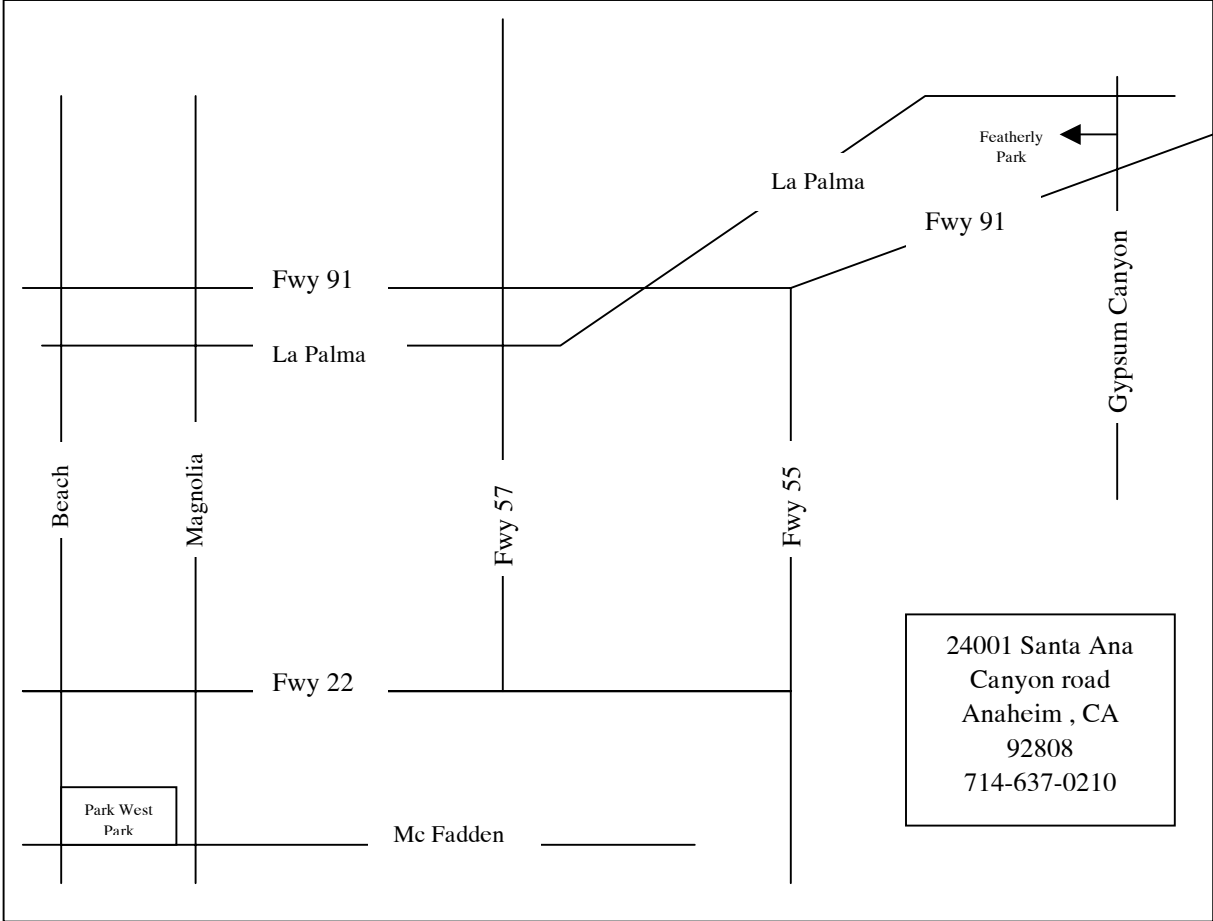 Featherly
Park
La Palma
Fwy 91
Fwy 91
Gypsum Canyon
La Palma
Beach
Magnolia
Fwy 57
Fwy 55
24001 Santa Ana
Canyon road
Anaheim , CA
92808
714-637-0210
Fwy 22
Park West
Park
Mc Fadden